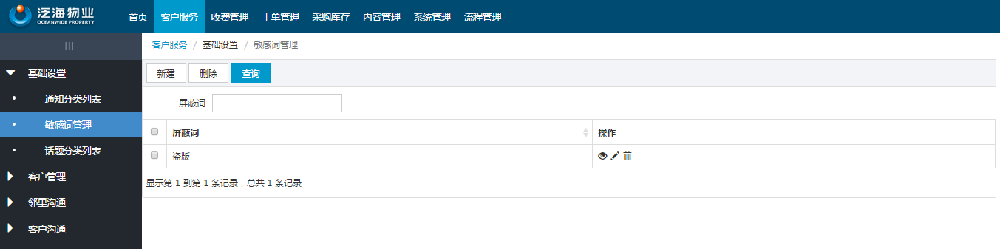 泛海物业
OCEANWIDE PROPERTY
首页 客户服务 收费管理 工单管理 采购库存 内容管理 系统管理 流程管理
客户服务 / 基础设置 / 敏感词管理
基础设置
通知分类列表
敏感词管理
话题分类列表
客户管理
邻里沟通
客户沟通
新建 删除 查询
屏蔽词
屏蔽词 操作
盗版
显示第 1 到第 1 条记录，总共 1 条记录